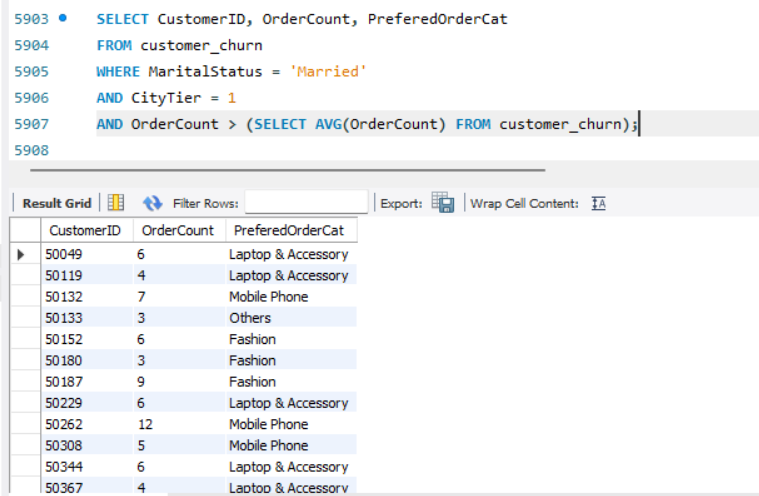 5903 SELECT CustomerID, OrderCount, PreferedOrderCat
5904 FROM customer_churn
5905 WHERE MaritalStatus = 'Married'
5906 AND CityTier = 1
5907 AND OrderCount > (SELECT AVG(OrderCount) FROM customer_churn);
5908
Result Grid Filter Rows: Export: Wrap Cell Content: IA
CustomerID OrderCount PreferedOrderCat
50049 6 Laptop & Accessory
50119 4 Laptop & Accessory
50132 7 Mobile Phone
50133 3 Others
50152 6 Fashion
50180 3 Fashion
50187 9 Fashion
50229 6 Laptop & Accessory
50262 12 Mobile Phone
50308 5 Mobile Phone
50344 6 Laptop & Accessory
50367 4 Laptop & Accessory